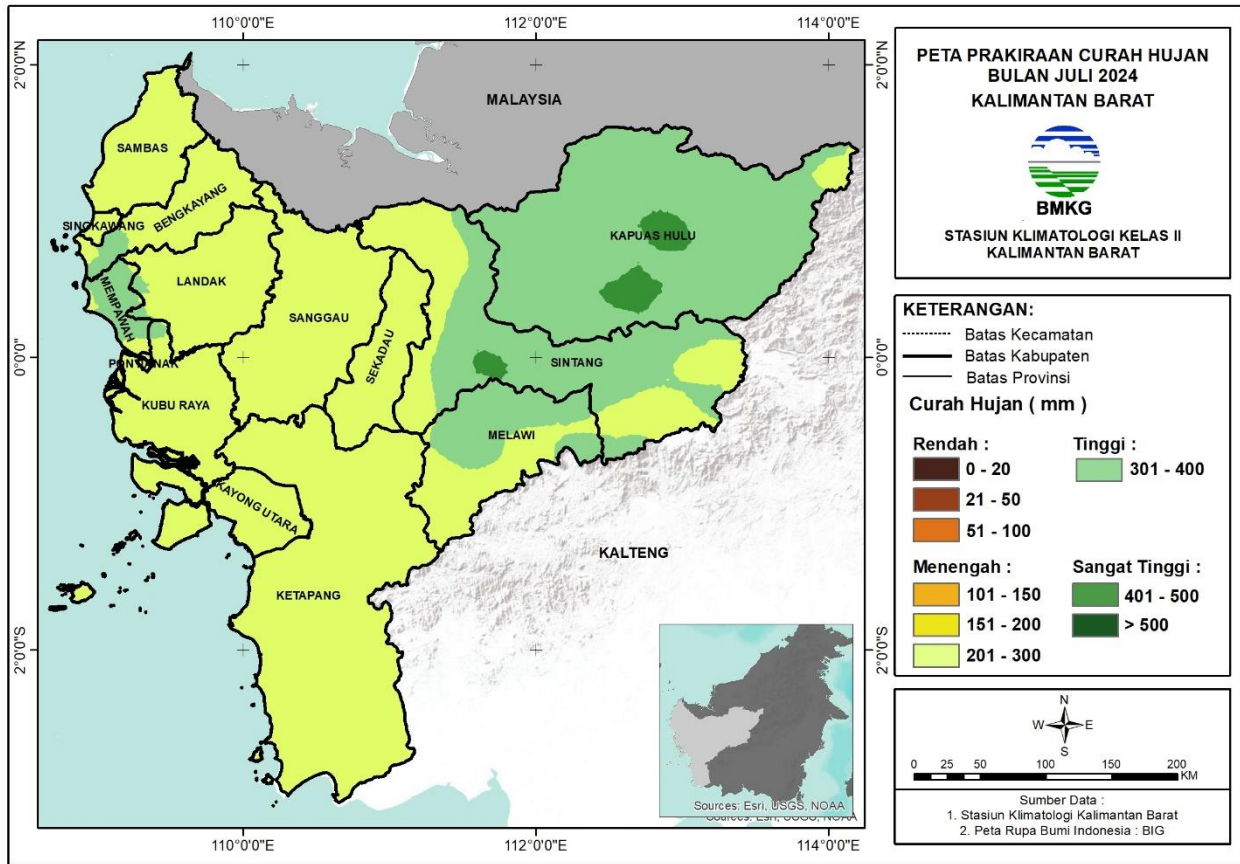 110°0'0"E
112°0'0"E
114°0'0"E
2°0'0"N
2°0'0"N
0°0'0"
0°0'0"
2°0'0"S
2°0'0"S
110°0'0"E
112°0'0"E
114°0'0"E
MALAYSIA
SAMBAS
BENGKAYANG
SINGKAWANG
KAPUAS HULU
LANDAK
MEMPAWAH
SANGGAU
SEKADAU
SINTANG
PONTIANAK
KUBU RAYA
MELAWI
KAYONG UTARA
KALTENG
KETAPANG
Sources: Esri, USGS, NOAA
Sources: Esri, USGS, NOAA
PETA PRAKIRAAN CURAH HUJAN
BULAN JULI 2024
KALIMANTAN BARAT
BMKG
STASIUN KLIMATOLOGI KELAS II
KALIMANTAN BARAT
KETERANGAN:
Batas Kecamatan
Batas Kabupaten
Batas Provinsi
Curah Hujan ( mm )
Rendah :
0 - 20
21 - 50
51 - 100
Tinggi :
301 - 400
Menengah :
101 - 150
151 - 200
201 - 300
Sangat Tinggi :
401 - 500
> 500
N
W E
S
0 25 50 100 150 200
KM
Sumber Data :
1. Stasiun Klimatologi Kalimantan Barat
2. Peta Rupa Bumi Indonesia : BIG